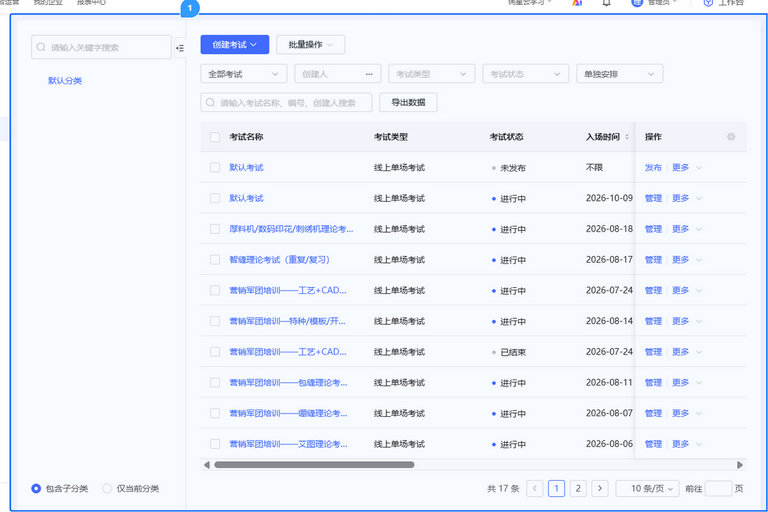 我的企业 报表中心 管理员 工作台
1
请输入关键字搜索
默认分类
创建考试 批量操作
全部考试 创建人 考试类型 考试状态 单独安排
请输入考试名称、编号、创建人搜索 导出数据
考试名称 考试类型 考试状态 入场时间 操作
默认考试 线上单场考试 未发布 不限 发布 更多
默认考试 线上单场考试 进行中 2026-10-09 管理 更多
厚料机/数码印花/刺绣机理论考... 线上单场考试 进行中 2026-08-18 管理 更多
智缝理论考试（重复/复习） 线上单场考试 进行中 2026-08-17 管理 更多
营销军团培训——工艺+CAD... 线上单场考试 进行中 2026-07-24 管理 更多
营销军团培训—特种/模板/开... 线上单场考试 进行中 2026-08-14 管理 更多
营销军团培训——工艺+CAD... 线上单场考试 已结束 2026-07-24 管理 更多
营销军团培训——包缝理论考... 线上单场考试 进行中 2026-08-11 管理 更多
营销军团培训——绷缝理论考... 线上单场考试 进行中 2026-08-07 管理 更多
营销军团培训——艾图理论考... 线上单场考试 进行中 2026-08-06 管理 更多
包含子分类 仅当前分类 共 17 条 1 2 10 条/页 前往 页